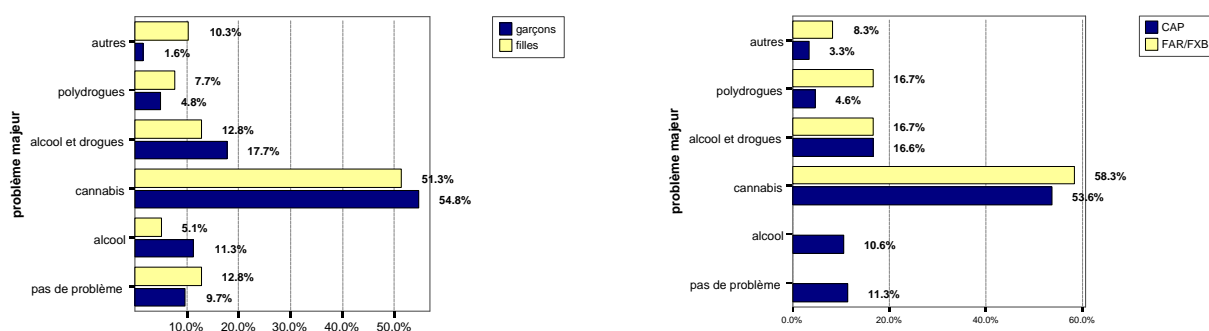 garçons
filles
problème majeur
autres
10.3%
1.6%
polydrogues
7.7%
4.8%
alcool et drogues
12.8%
17.7%
cannabis
51.3%
54.8%
alcool
5.1%
11.3%
pas de problème
12.8%
9.7%
10.0% 20.0% 30.0% 40.0% 50.0%
CAP
FAR/FXB
problème majeur
autres
8.3%
3.3%
polydrogues
16.7%
4.6%
alcool et drogues
16.7%
16.6%
cannabis
58.3%
53.6%
alcool
10.6%
pas de problème
11.3%
0.0% 20.0% 40.0% 60.0%